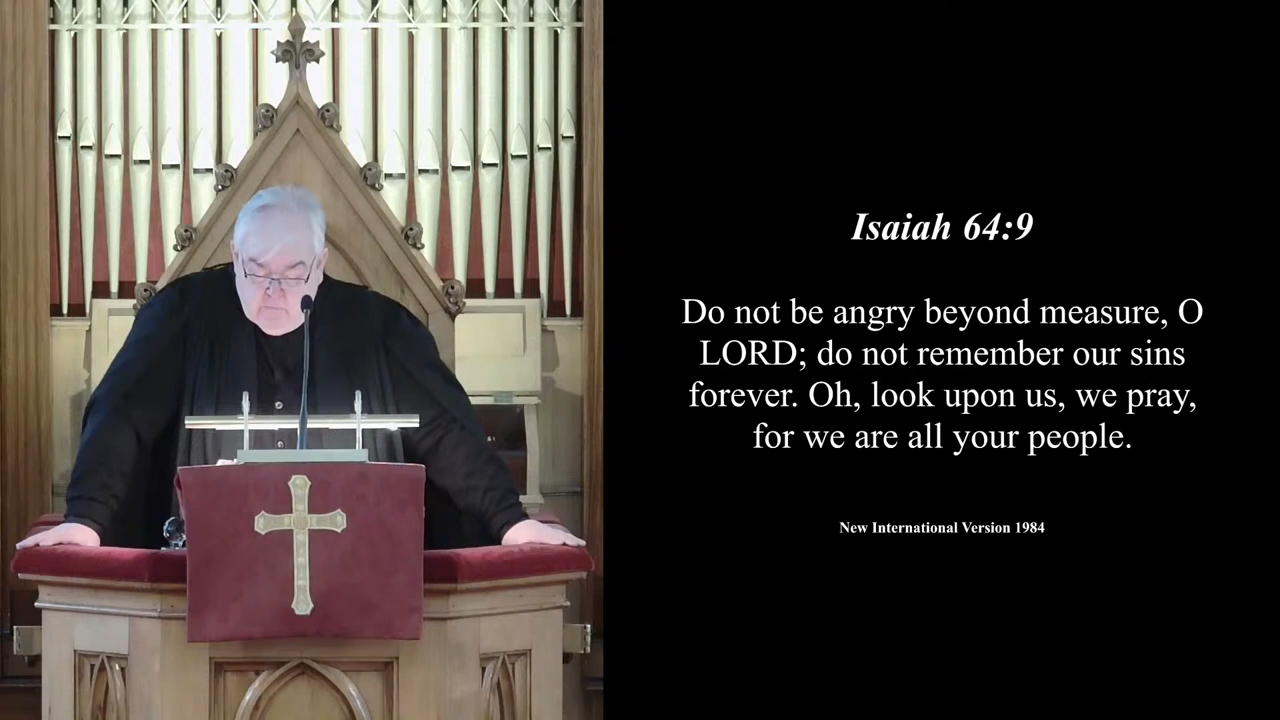 Isaiah 64:9
Do not be angry beyond measure, O
LORD; do not remember our sins
forever. Oh, look upon us, we pray,
for we are all your people.
New International Version 1984